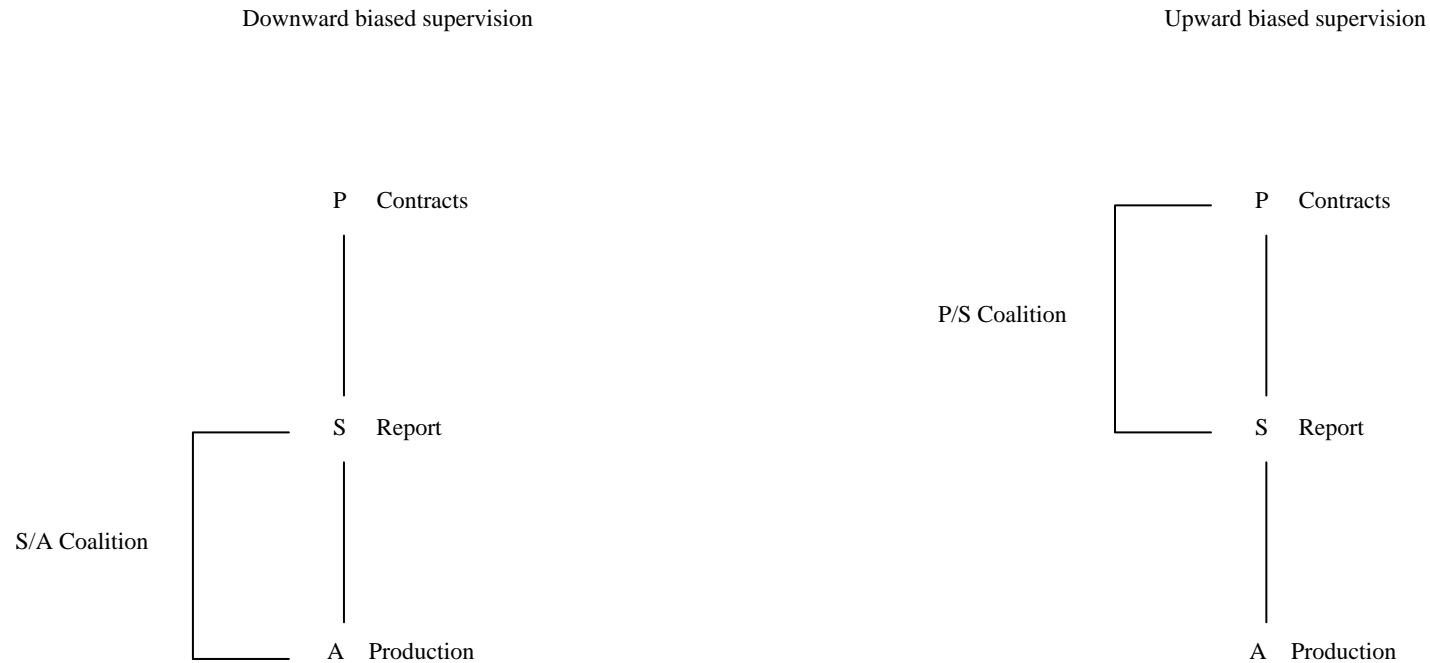 Downward biased supervision
Upward biased supervision
P Contracts
P Contracts
P/S Coalition
S Report
S Report
S/A Coalition
A Production
A Production